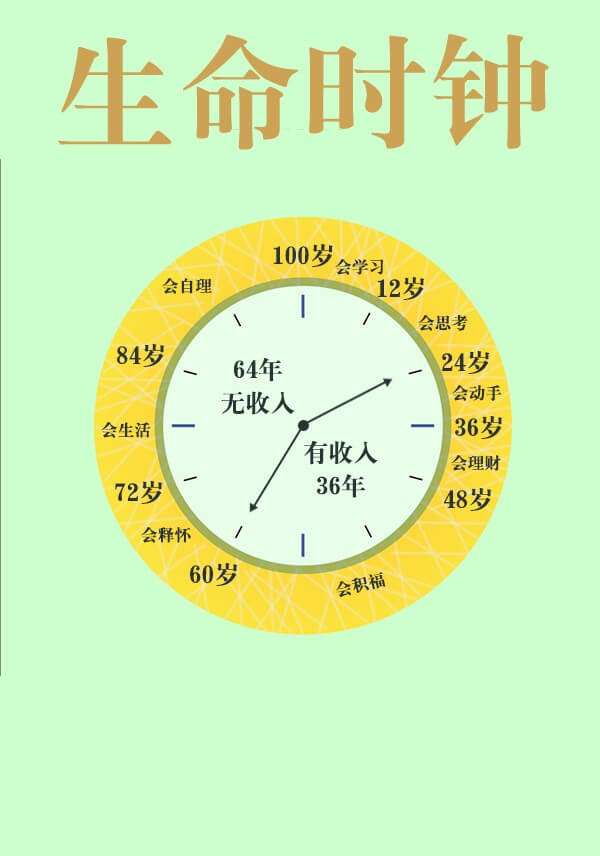 生命时钟
100岁
会学习
12岁
会思考
24岁
会动手
36岁
会理财
48岁
会积福
60岁
会释怀
72岁
会生活
84岁
会自理
64年
无收入
有收入
36年